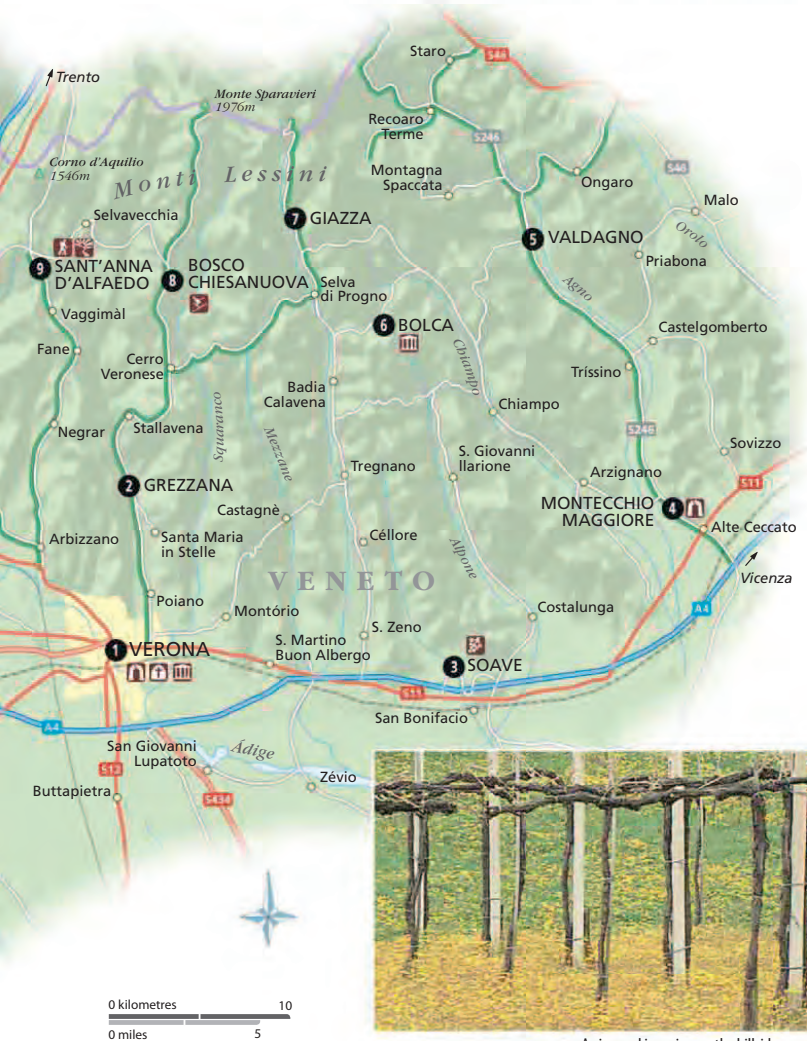 Staro
S46
Trento
Monte Sparavieri
1976m
Recoaro
Terme
S246
Corno d'Aquilio
1546m
Monti Lessini
Montagna
Spaccata
Ongaro
S46
Malo
Selvavecchia
7 GIAZZA
5 VALDAGNO
Orolo
Priabona
9 SANT'ANNA
D'ALFAEDO
8 BOSCO
CHIESANUOVA
Selva
di Progno
Agno
Vaggimàl
6 BOLCA
Castelgomberto
Fane
Cerro
Veronese
Chiampo
Tríssino
Badia
Calavena
Chiampo
Squaranco
Mezzane
Negrar
Stallavena
S246
Sovizzo
S. Giovanni
Ilarione
Tregnano
Arzignano
S11
2 GREZZANA
MONTECCHIO
MAGGIORE 4
Castagnè
Alte Ceccato
Arbizzano
Santa Maria
in Stelle
Céllore
Alpone
VENETO
Vicenza
Poiano
Montório
Costalunga
A4
1 VERONA
S. Martino
Buon Albergo
S. Zeno
3 SOAVE
S11
San Bonifacio
A4
San Giovanni
Lupatoto
Ádige
S12
Zévio
Buttapietra
S434
0 kilometres 10
0 miles 5